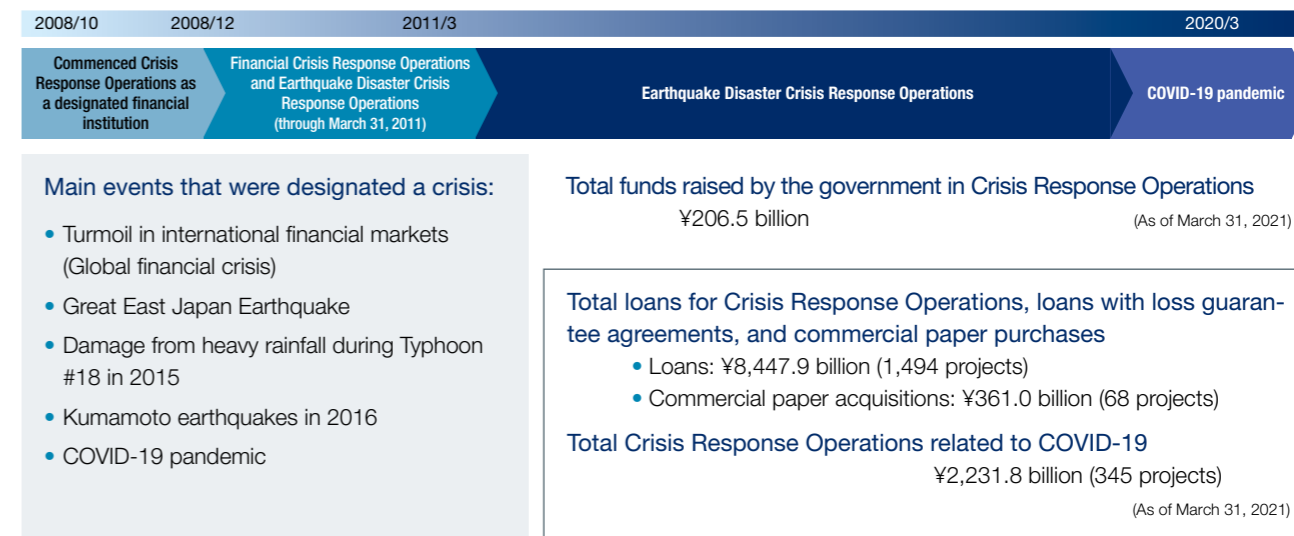 2008/10 2008/12 2011/3 2020/3
Commenced Crisis
Response Operations as
a designated financial
institution
Financial Crisis Response Operations
and Earthquake Disaster Crisis
Response Operations
(through March 31, 2011)
Earthquake Disaster Crisis Response Operations
COVID-19 pandemic
Main events that were designated a crisis:
• Turmoil in international financial markets
(Global financial crisis)
• Great East Japan Earthquake
• Damage from heavy rainfall during Typhoon
#18 in 2015
• Kumamoto earthquakes in 2016
• COVID-19 pandemic
Total funds raised by the government in Crisis Response Operations
¥206.5 billion
(As of March 31, 2021)
Total loans for Crisis Response Operations, loans with loss guaran-
tee agreements, and commercial paper purchases
• Loans: ¥8,447.9 billion (1,494 projects)
• Commercial paper acquisitions: ¥361.0 billion (68 projects)
Total Crisis Response Operations related to COVID-19
¥2,231.8 billion (345 projects)
(As of March 31, 2021)